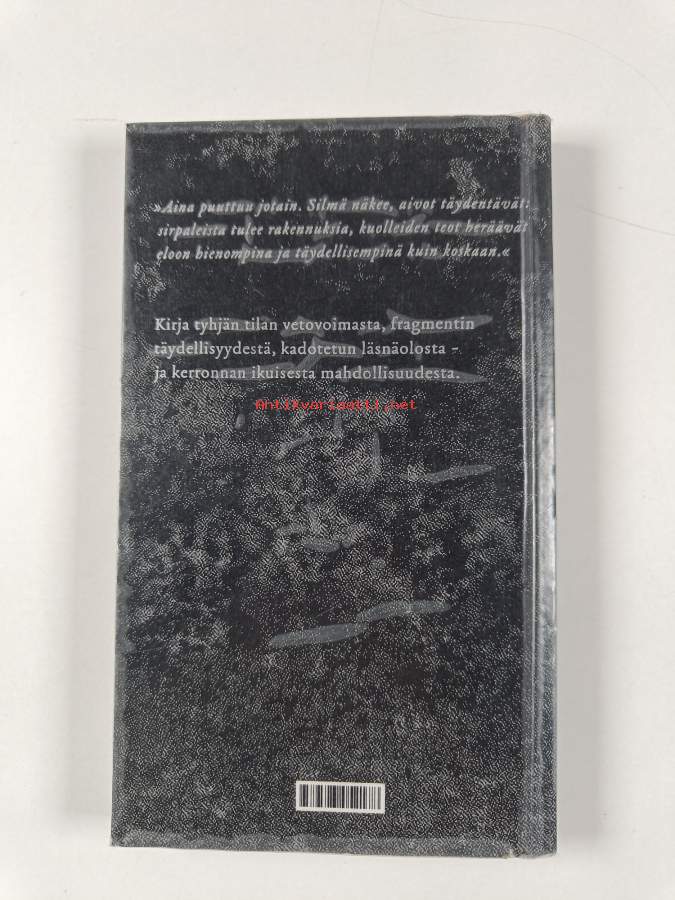 »Aina puuttuu jotain. Silmä näkee, aivot täydentävät:
sirpaleista tulee rakennuksia, kuolleiden teot heräävät
eloon hienompina ja täydellisempinä kuin koskaan.«
Kirja tyhjän tilan vetovoimasta, fragmentin
täydellisyydestä, kadotetun läsnäolosta –
ja kerronnan ikuisesta mahdollisuudesta.
Antikvariaatti.net